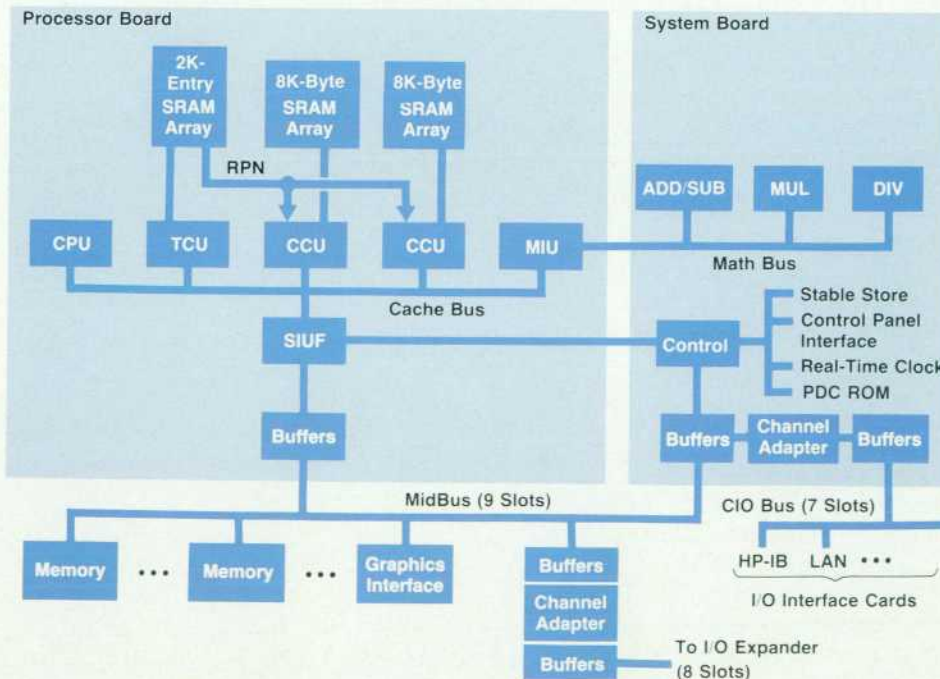 Processor Board
System Board
2K-
Entry
SRAM
Array
8K-Byte
SRAM
Array
8K-Byte
SRAM
Array
RPN
ADD/SUB
MUL
DIV
CPU
TCU
CCU
CCU
MIU
Math Bus
Cache Bus
SIUF
Control
Stable Store
Control Panel
Interface
Real-Time Clock
PDC ROM
Buffers
Buffers
Channel
Adapter
Buffers
MidBus (9 Slots)
CIO Bus (7 Slots)
Memory
•••
Memory
•••
Graphics
Interface
Buffers
Channel
Adapter
Buffers
HP-IB
LAN
•••
I/O Interface Cards
To I/O Expander
(8 Slots)